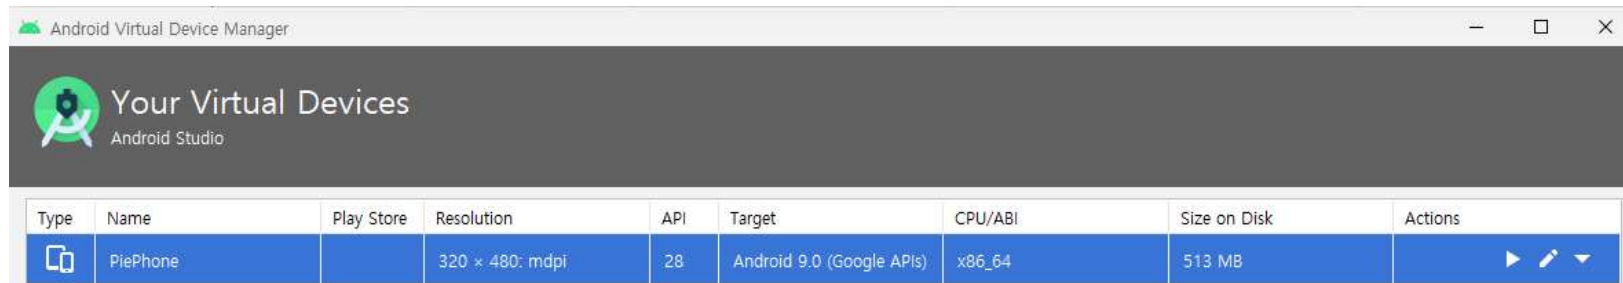 Android Virtual Device Manager
Your Virtual Devices
Android Studio
Type Name Play Store Resolution API Target CPU/ABI Size on Disk Actions
PiePhone 320 × 480: mdpi 28 Android 9.0 (Google APIs) x86_64 513 MB